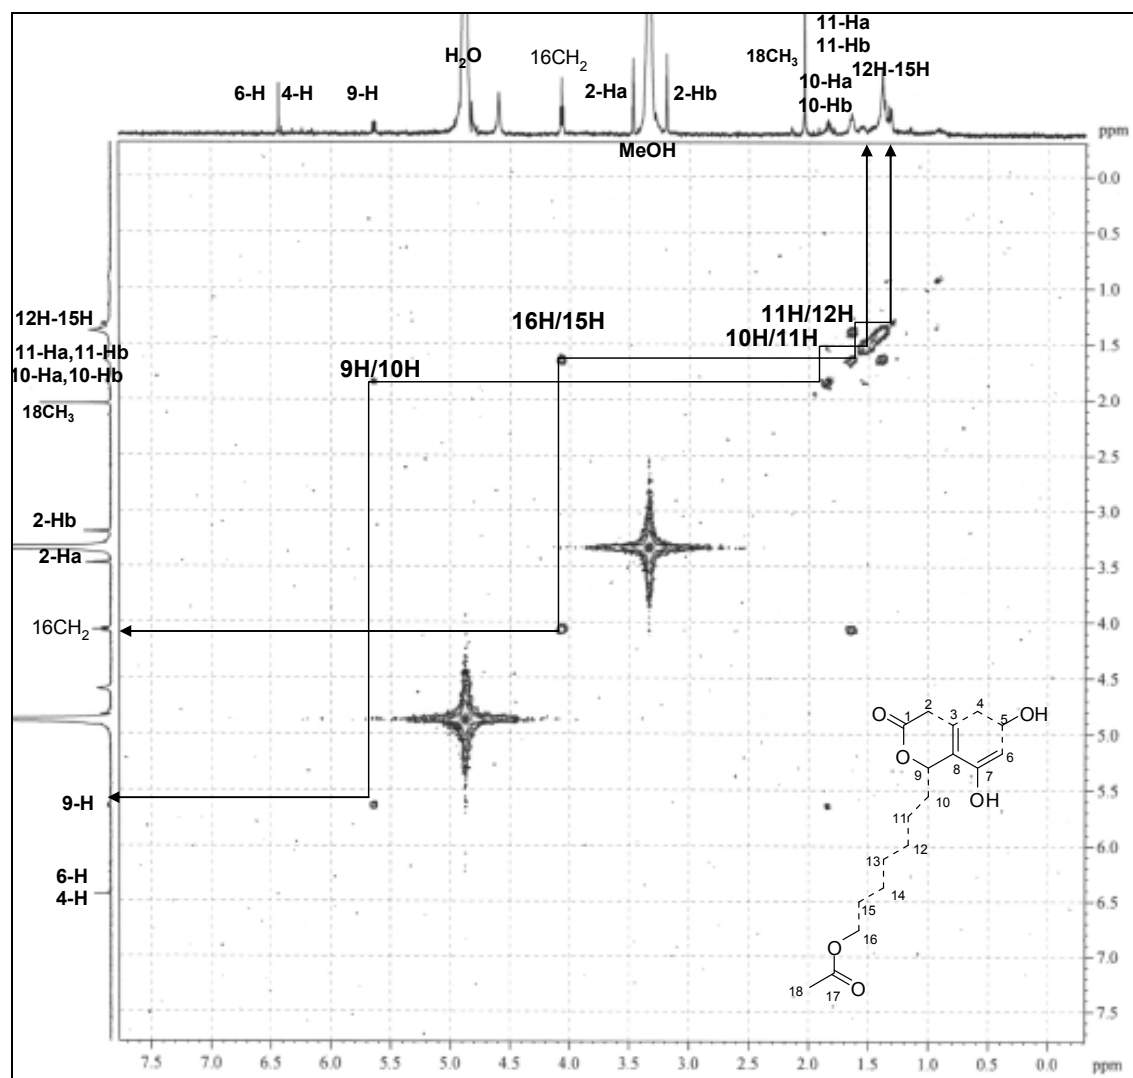 11-Ha
11-Hb
H₂O
16CH₂
18CH₃
12H-15H
6-H
4-H
9-H
2-Ha
2-Hb
10-Ha
10-Hb
ppm
MeOH
0.0
0.5
1.0
1.5
2.0
2.5
3.0
3.5
4.0
4.5
5.0
5.5
6.0
6.5
7.0
7.5
12H-15H
11-Ha,11-Hb
10-Ha,10-Hb
18CH₃
2-Hb
2-Ha
16CH₂
9-H
6-H
4-H
11H/12H
16H/15H
10H/11H
9H/10H
2
4
1
3
5
OH
O
6
O
9
8
7
OH
10
11
12
13
14
15
16
O
18
17
O
7.5
7.0
6.5
6.0
5.5
5.0
4.5
4.0
3.5
3.0
2.5
2.0
1.5
1.0
0.5
0.0
ppm